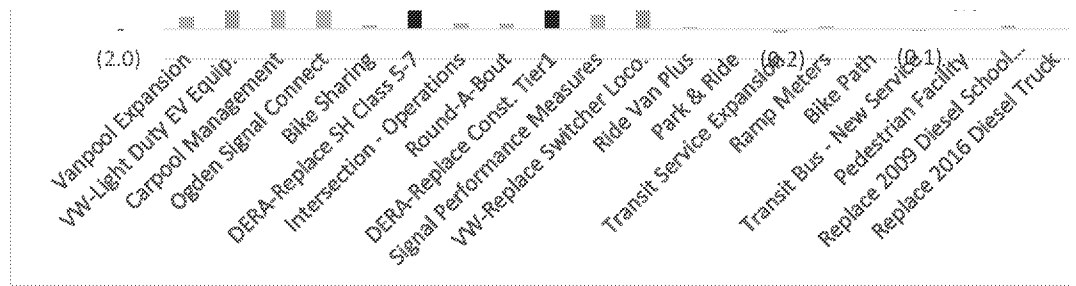 -
(2.0)
(0.2)
(0.1)
Vanpool Expansion
VW-Light Duty EV Equip.
Carpool Management
Ogden Signal Connect
Bike Sharing
DERA-Replace SH Class 5-7
Intersection - Operations
Round-A-Bout
DERA-Replace Const. Tier1
Signal Performance Measures
VW-Replace Switcher Loco.
Ride Van Plus
Park & Ride
Transit Service Expansion
Ramp Meters
Bike Path
Transit Bus - New Service
Pedestrian Facility
Replace 2009 Diesel School...
Replace 2016 Diesel Truck